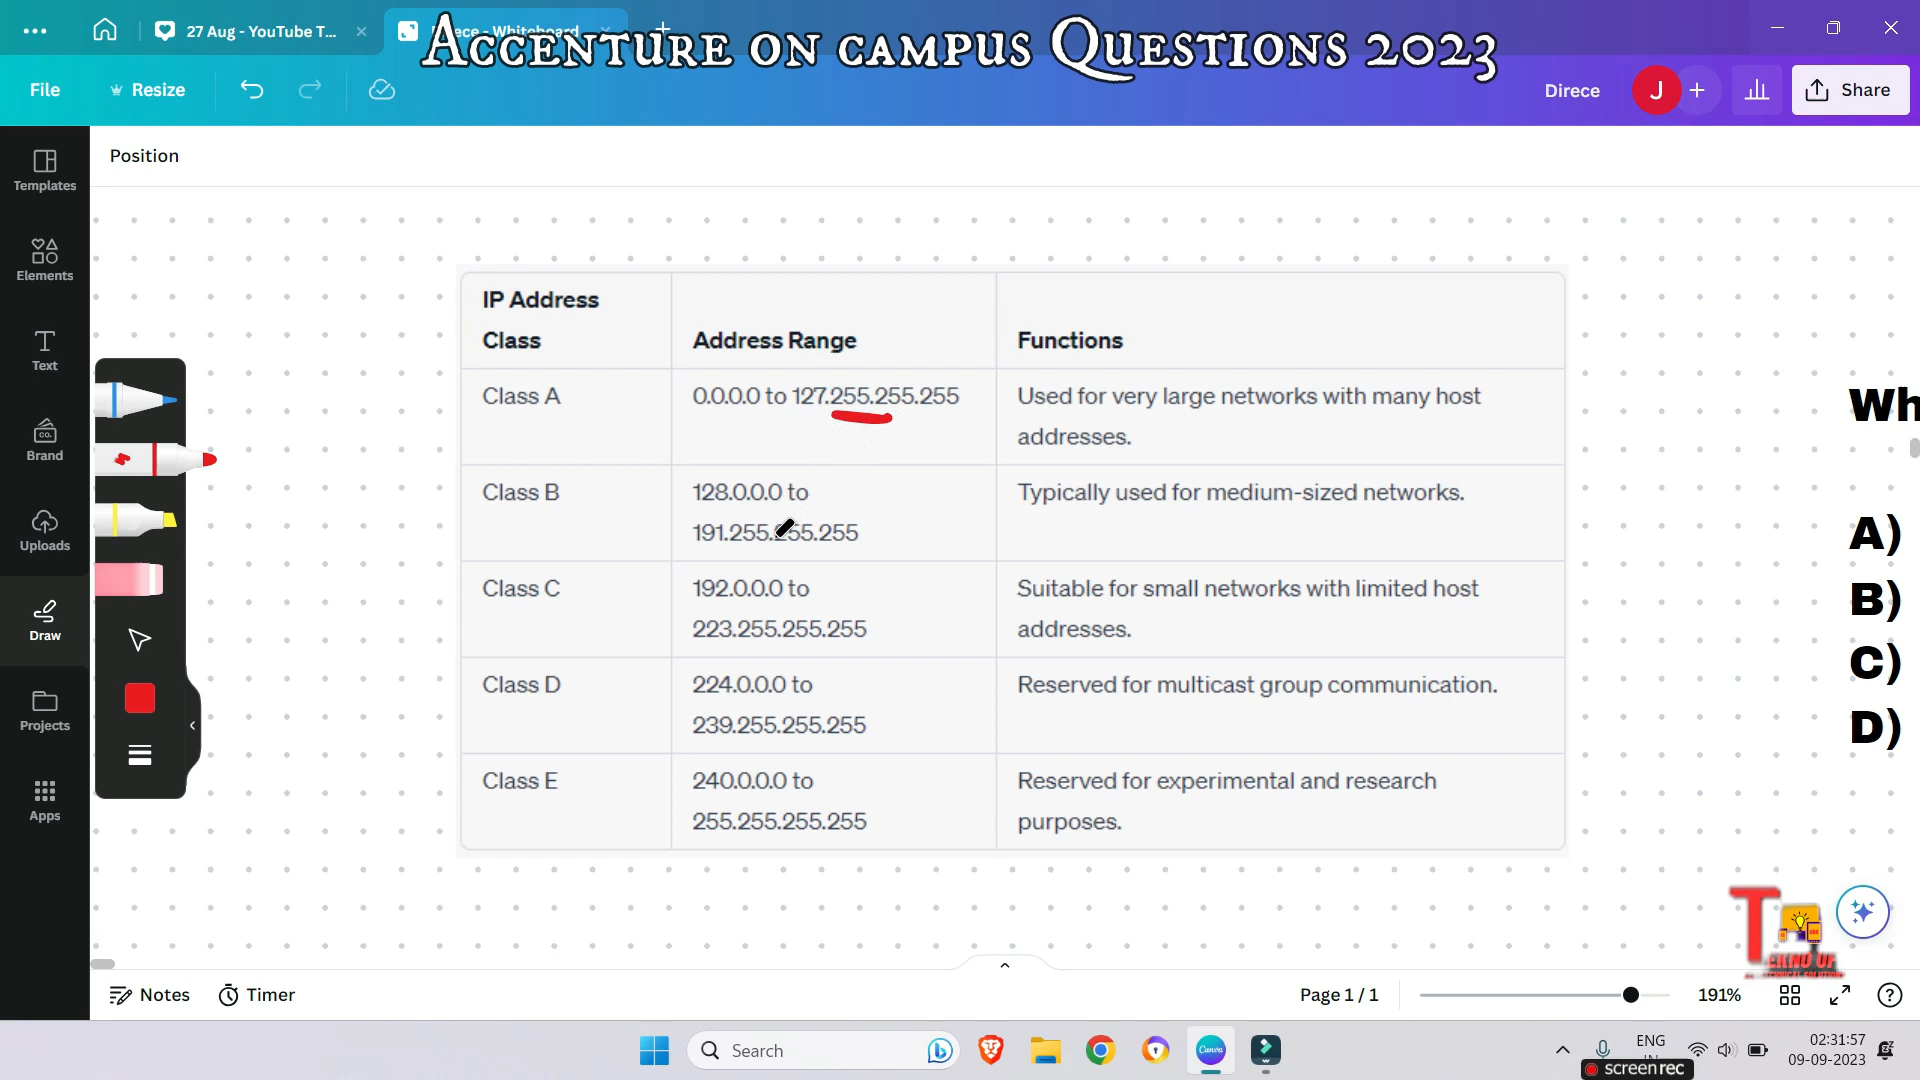 27 Aug - YouTube T...
Accenture on campus Questions 2023
File
Resize
Direce
J
Share
Position
Templates
Elements
Text
Brand
Uploads
Draw
Projects
Apps
IP Address
Class
Address Range
Functions
Class A
0.0.0.0 to 127.255.255.255
Used for very large networks with many host
addresses.
Class B
128.0.0.0 to
191.255.255.255
Typically used for medium-sized networks.
Class C
192.0.0.0 to
223.255.255.255
Suitable for small networks with limited host
addresses.
Class D
224.0.0.0 to
239.255.255.255
Reserved for multicast group communication.
Class E
240.0.0.0 to
255.255.255.255
Reserved for experimental and research
purposes.
Wh
A)
B)
C)
D)
Notes
Timer
Page 1 / 1
191%
Search
Canva
ENG
02:31:57
09-09-2023
screenrec